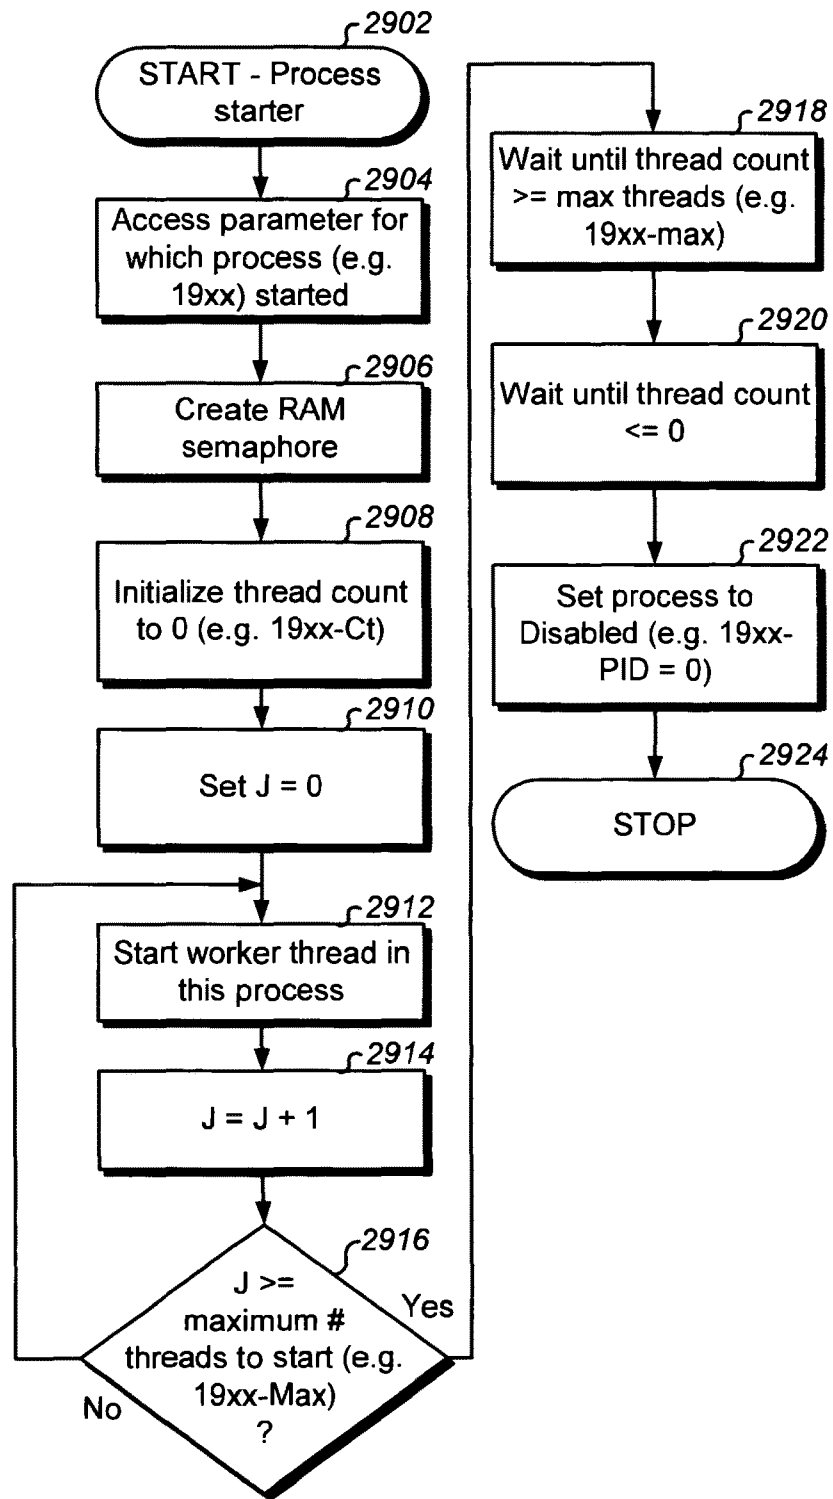 2902
START - Process
starter
2904
Access parameter for
which process (e.g.
19xx) started
2906
Create RAM
semaphore
2908
Initialize thread count
to 0 (e.g. 19xx-Ct)
2910
Set J = 0
2912
Start worker thread in
this process
2914
J = J + 1
2916
J >=
maximum #
threads to start (e.g.
19xx-Max)
?
Yes
No
2918
Wait until thread count
>= max threads (e.g.
19xx-max)
2920
Wait until thread count
<= 0
2922
Set process to
Disabled (e.g. 19xx-
PID = 0)
2924
STOP